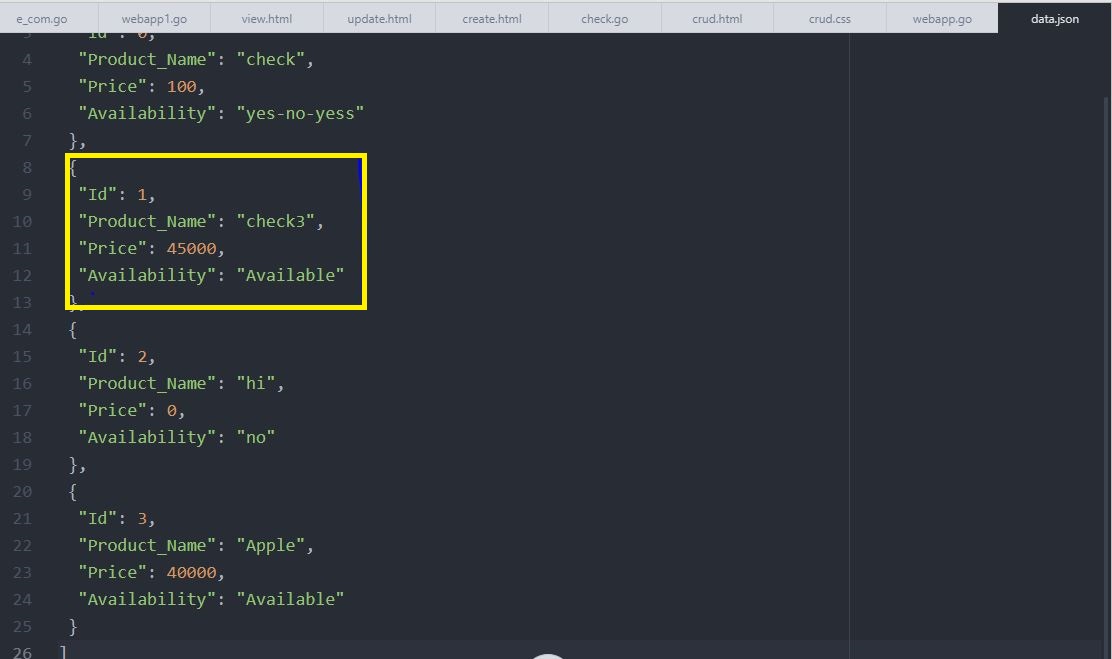 e_com.go webapp1.go view.html update.html create.html check.go crud.html crud.css webapp.go data.json
3 "Id": 0,
4 "Product_Name": "check",
5 "Price": 100,
6 "Availability": "yes-no-yess"
7 },
8 {
9 "Id": 1,
10 "Product_Name": "check3",
11 "Price": 45000,
12 "Availability": "Available"
13 },
14 {
15 "Id": 2,
16 "Product_Name": "hi",
17 "Price": 0,
18 "Availability": "no"
19 },
20 {
21 "Id": 3,
22 "Product_Name": "Apple",
23 "Price": 40000,
24 "Availability": "Available"
25 }
26 ]